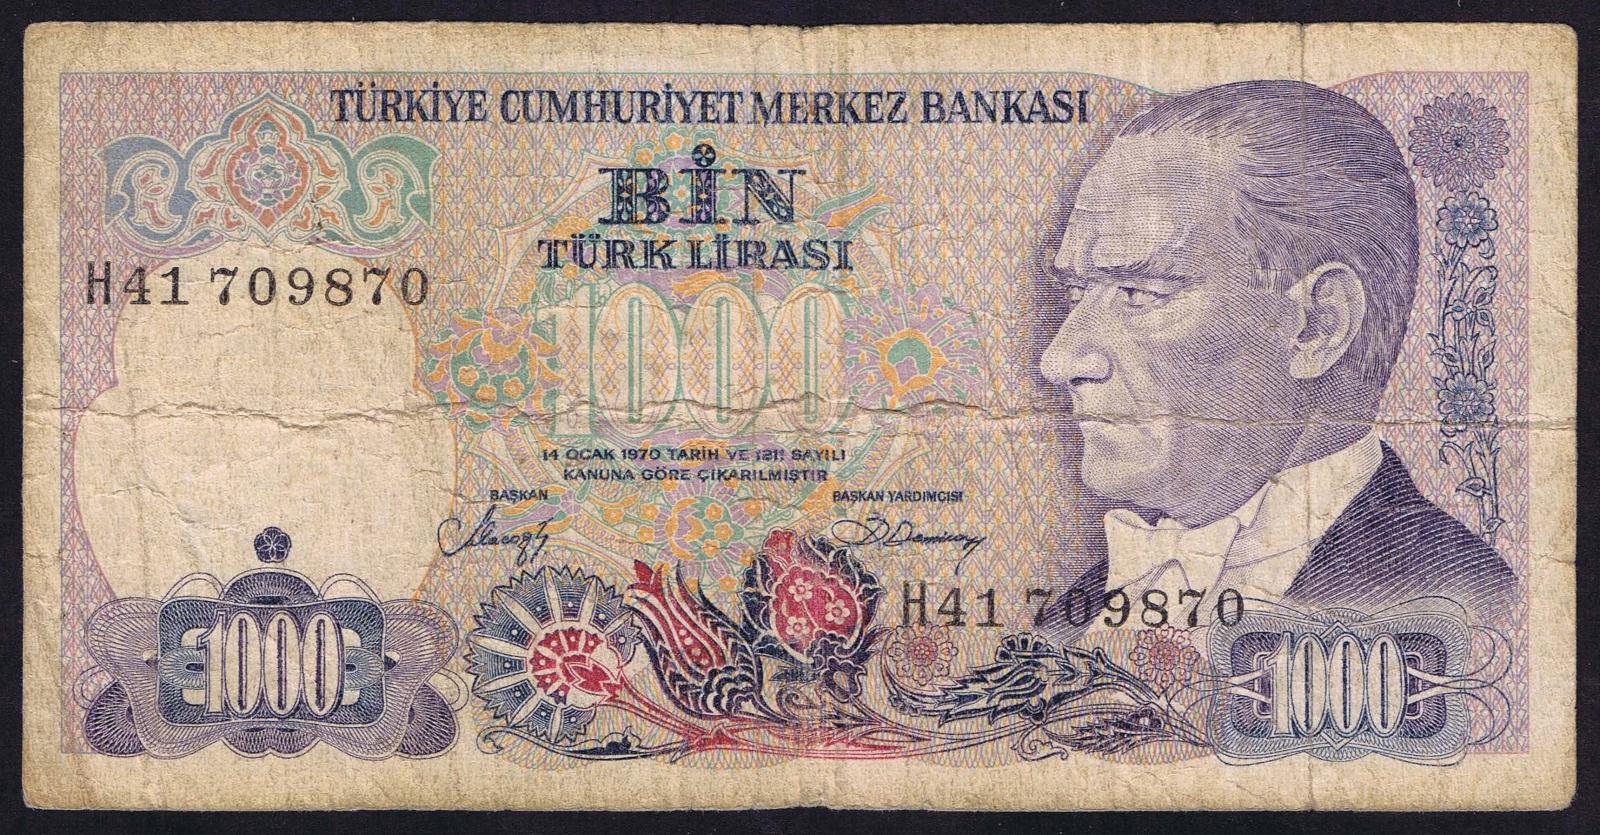 TÜRKİYE CUMHURİYET MERKEZ BANKASI
BİN
TÜRK LİRASI
H41 709870
1000
14 OCAK 1970 TARİH VE 1211 SAYILI
KANUNA GÖRE ÇIKARILMIŞTIR
BAŞKAN
BAŞKAN YARDIMCISI
H41 709870
1000
1000